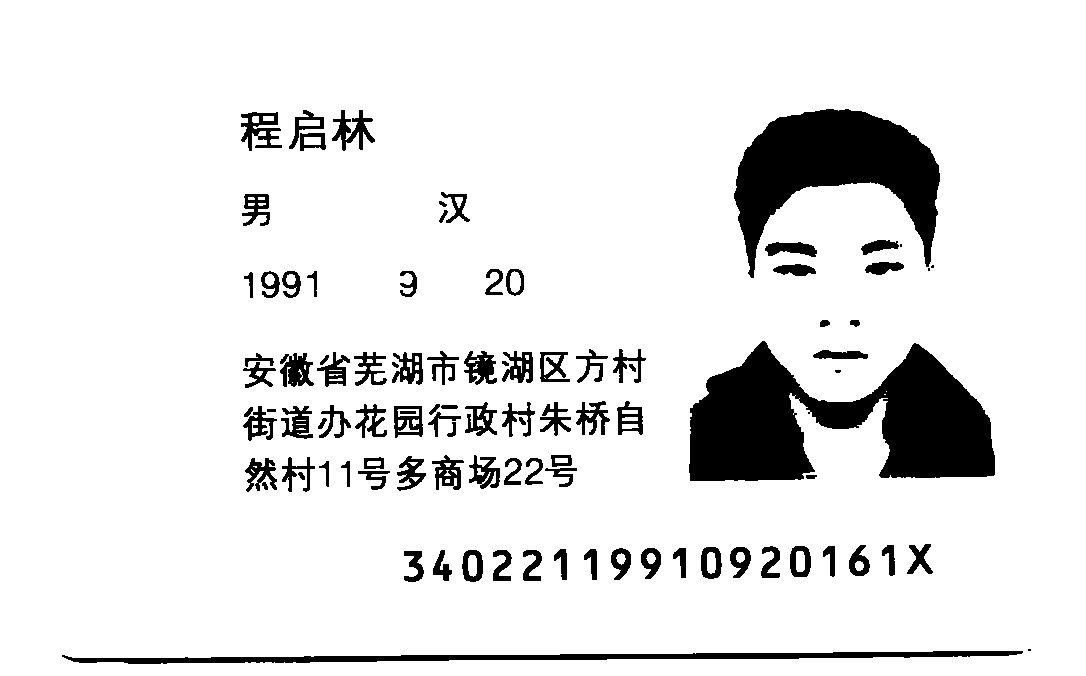 程启林
男 汉
1991 9 20
安徽省芜湖市镜湖区方村
街道办花园行政村朱桥自
然村11号多商场22号
34022119910920161X